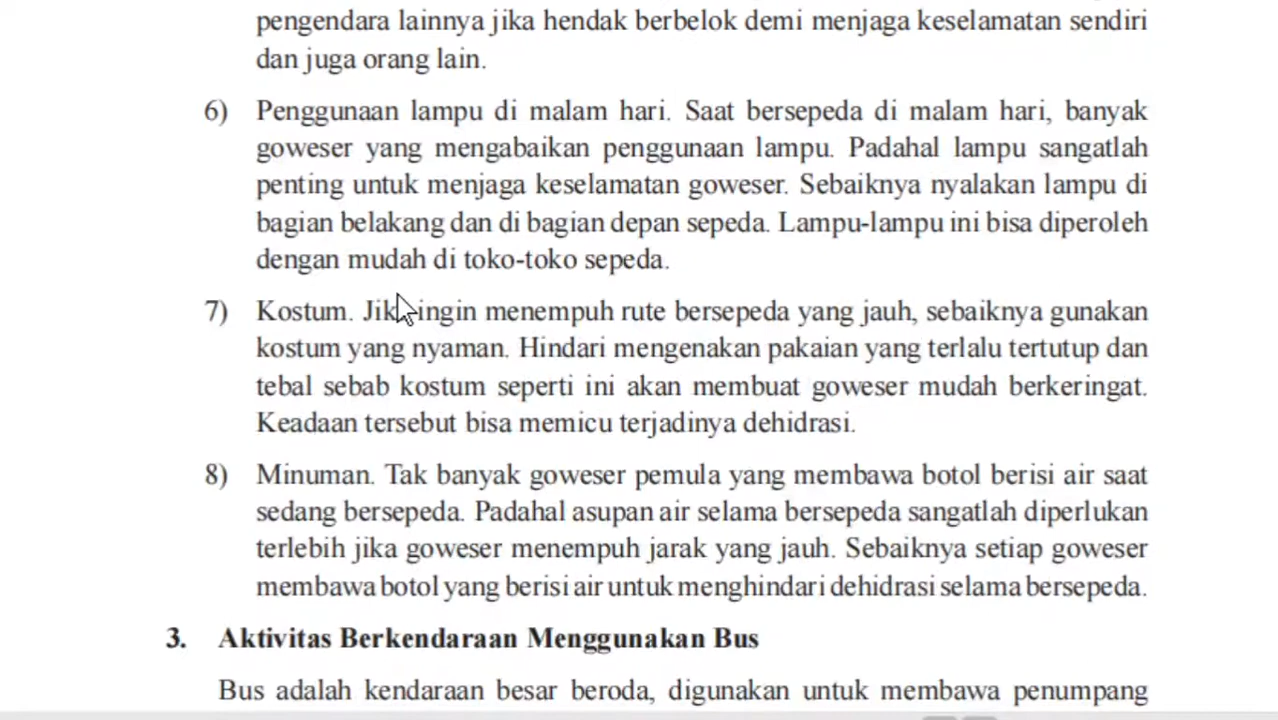 pengendara lainnya jika hendak berbelok demi menjaga keselamatan sendiri
dan juga orang lain.
6) Penggunaan lampu di malam hari. Saat bersepeda di malam hari, banyak
goweser yang mengabaikan penggunaan lampu. Padahal lampu sangatlah
penting untuk menjaga keselamatan goweser. Sebaiknya nyalakan lampu di
bagian belakang dan di bagian depan sepeda. Lampu-lampu ini bisa diperoleh
dengan mudah di toko-toko sepeda.
7) Kostum. Jika ingin menempuh rute bersepeda yang jauh, sebaiknya gunakan
kostum yang nyaman. Hindari mengenakan pakaian yang terlalu tertutup dan
tebal sebab kostum seperti ini akan membuat goweser mudah berkeringat.
Keadaan tersebut bisa memicu terjadinya dehidrasi.
8) Minuman. Tak banyak goweser pemula yang membawa botol berisi air saat
sedang bersepeda. Padahal asupan air selama bersepeda sangatlah diperlukan
terlebih jika goweser menempuh jarak yang jauh. Sebaiknya setiap goweser
membawa botol yang berisi air untuk menghindari dehidrasi selama bersepeda.
3. Aktivitas Berkendaraan Menggunakan Bus
Bus adalah kendaraan besar beroda, digunakan untuk membawa penumpang